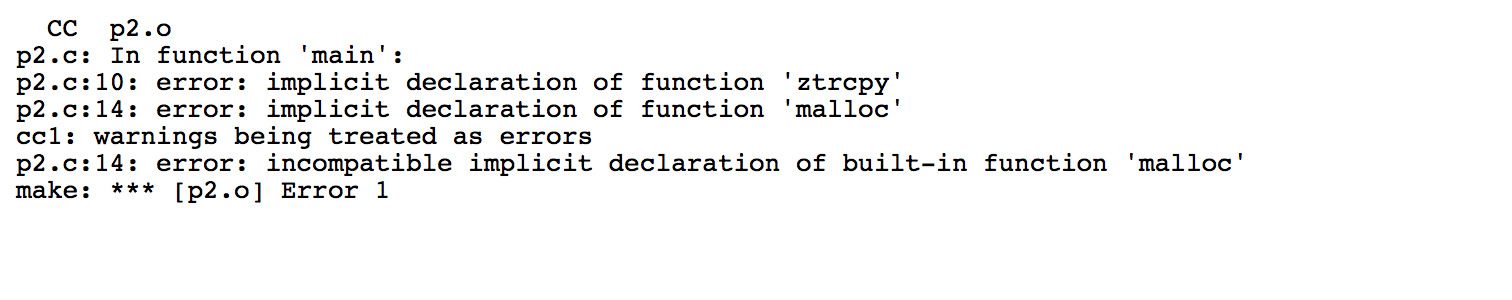 CC p2.o
p2.c: In function 'main':
p2.c:10: error: implicit declaration of function 'ztrcpy'
p2.c:14: error: implicit declaration of function 'malloc'
cc1: warnings being treated as errors
p2.c:14: error: incompatible implicit declaration of built-in function 'malloc'
make: *** [p2.o] Error 1